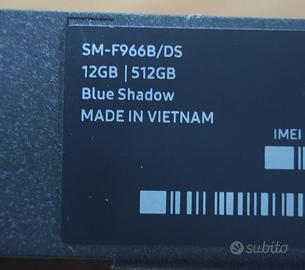 SM-F966B/DS
12GB | 512GB
Blue Shadow
MADE IN VIETNAM
IMEI
subito